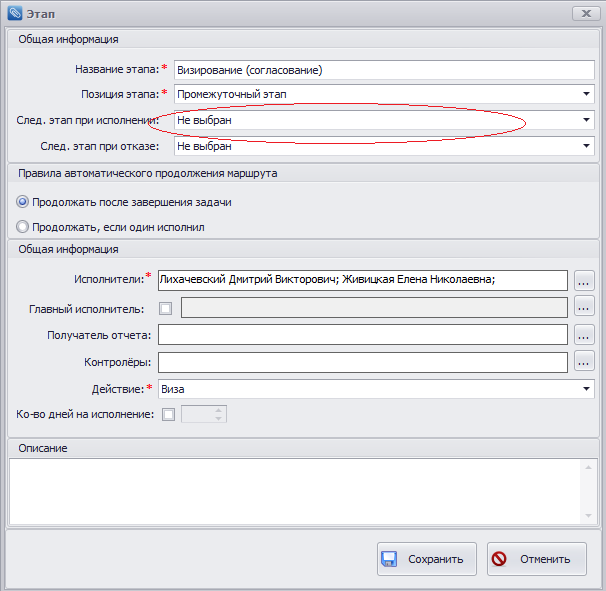 Этап
Общая информация
Название этапа:* Визирование (согласование)
Позиция этапа:* Промежуточный этап
След. этап при исполнении: Не выбран
След. этап при отказе: Не выбран
Правила автоматического продолжения маршрута
Продолжать после завершения задачи
Продолжать, если один исполнил
Общая информация
Исполнители:* Лихачевский Дмитрий Викторович; Живицкая Елена Николаевна; ...
Главный исполнитель: ...
Получатель отчета: ...
Контролёры: ...
Действие:* Виза
Ко-во дней на исполнение:
Описание
Сохранить Отменить